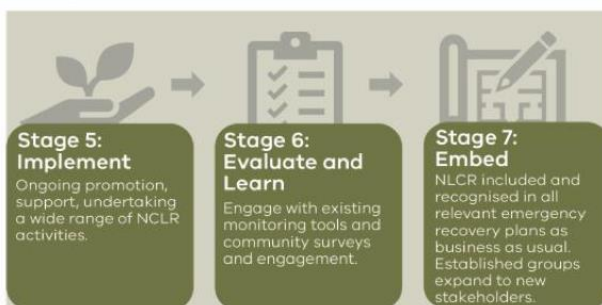 Stage 5:
Implement
Ongoing promotion,
support, undertaking
a wide range of NCLR
activities.
Stage 6:
Evaluate and
Learn
Engage with existing
monitoring tools and
community surveys
and engagement.
Stage 7:
Embed
NLCR included and
recognised in all
relevant emergency
recovery plans as
business as usual.
Established groups
expand to new
stakeholders.